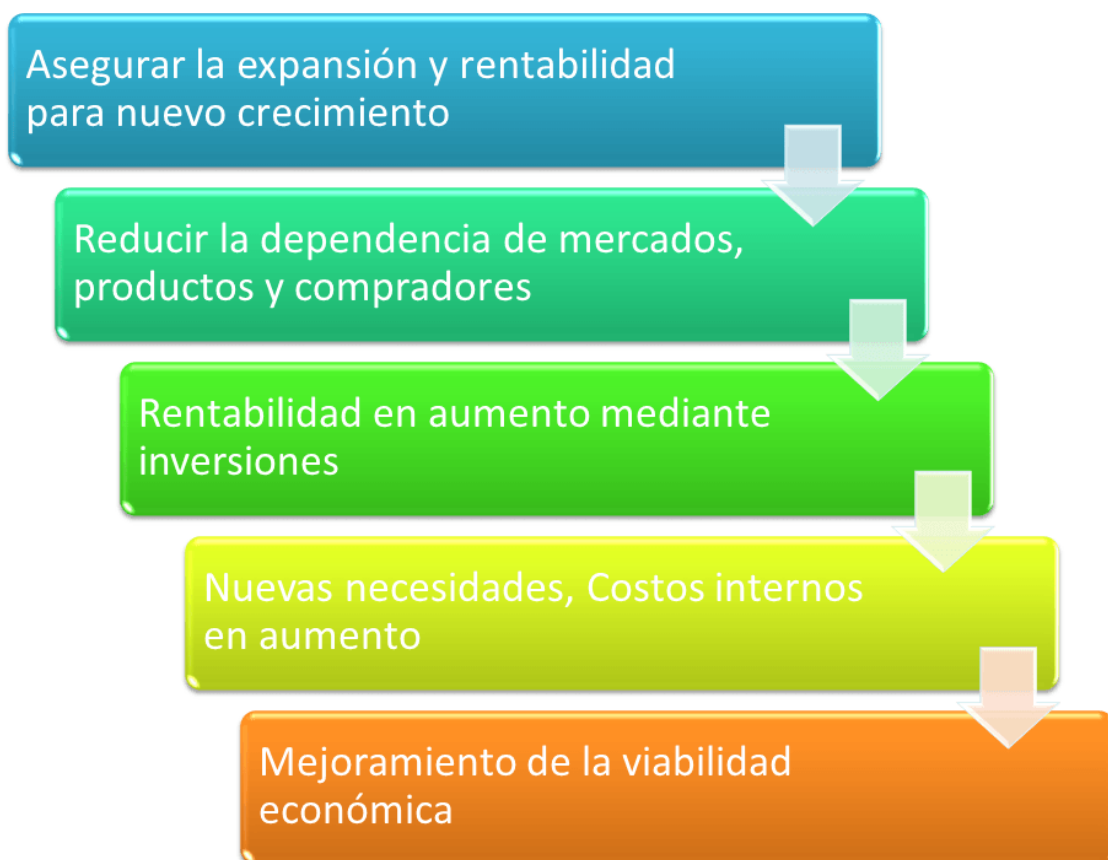 Asegurar la expansión y rentabilidad
para nuevo crecimiento
Reducir la dependencia de mercados,
productos y compradores
Rentabilidad en aumento mediante
inversiones
Nuevas necesidades, Costos internos
en aumento
Mejoramiento de la viabilidad
económica